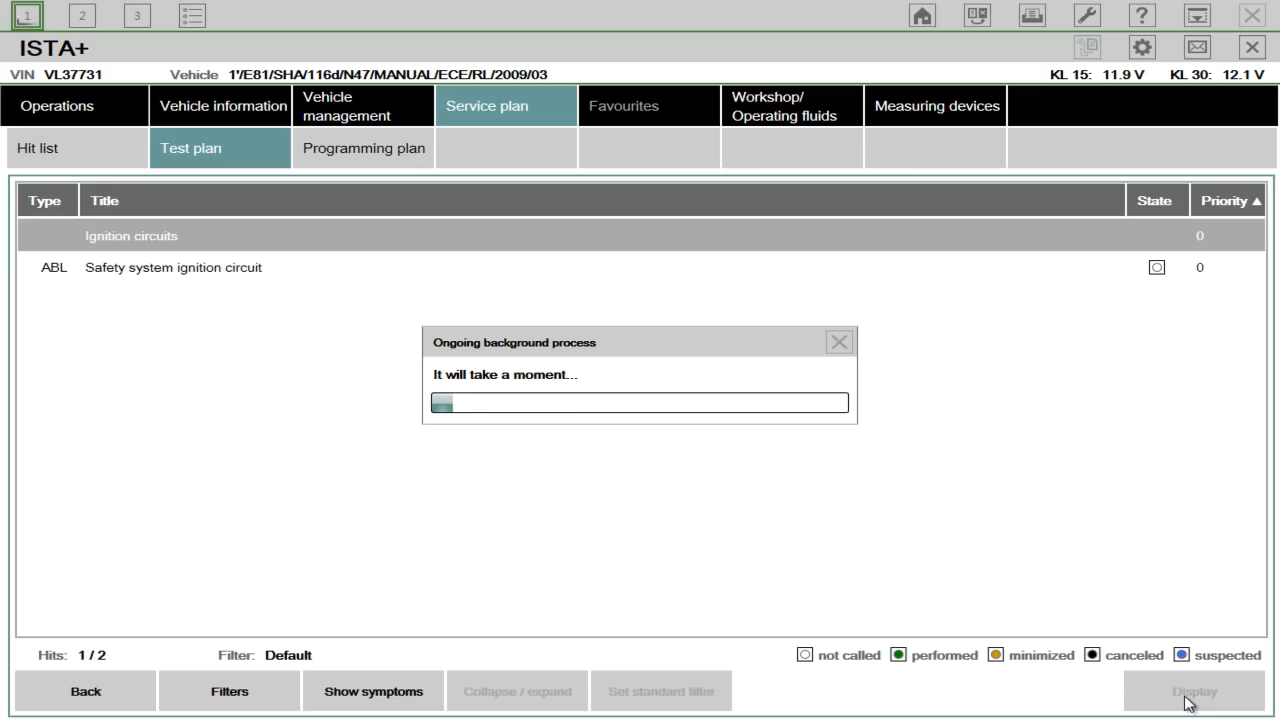 1 2 3
ISTA+
VIN VL37731 Vehicle 1'/E81/SHA/116d/N47/MANUAL/ECE/RL/2009/03 KL 15: 11.9 V KL 30: 12.1 V
Operations Vehicle information Vehicle management Service plan Favourites Workshop/ Operating fluids Measuring devices
Hit list Test plan Programming plan
Type Title State Priority
Ignition circuits 0
ABL Safety system ignition circuit 0
Ongoing background process
It will take a moment...
Hits: 1 / 2 Filter: Default not called performed minimized canceled suspected
Back Filters Show symptoms Collapse / expand Set standard filter Display